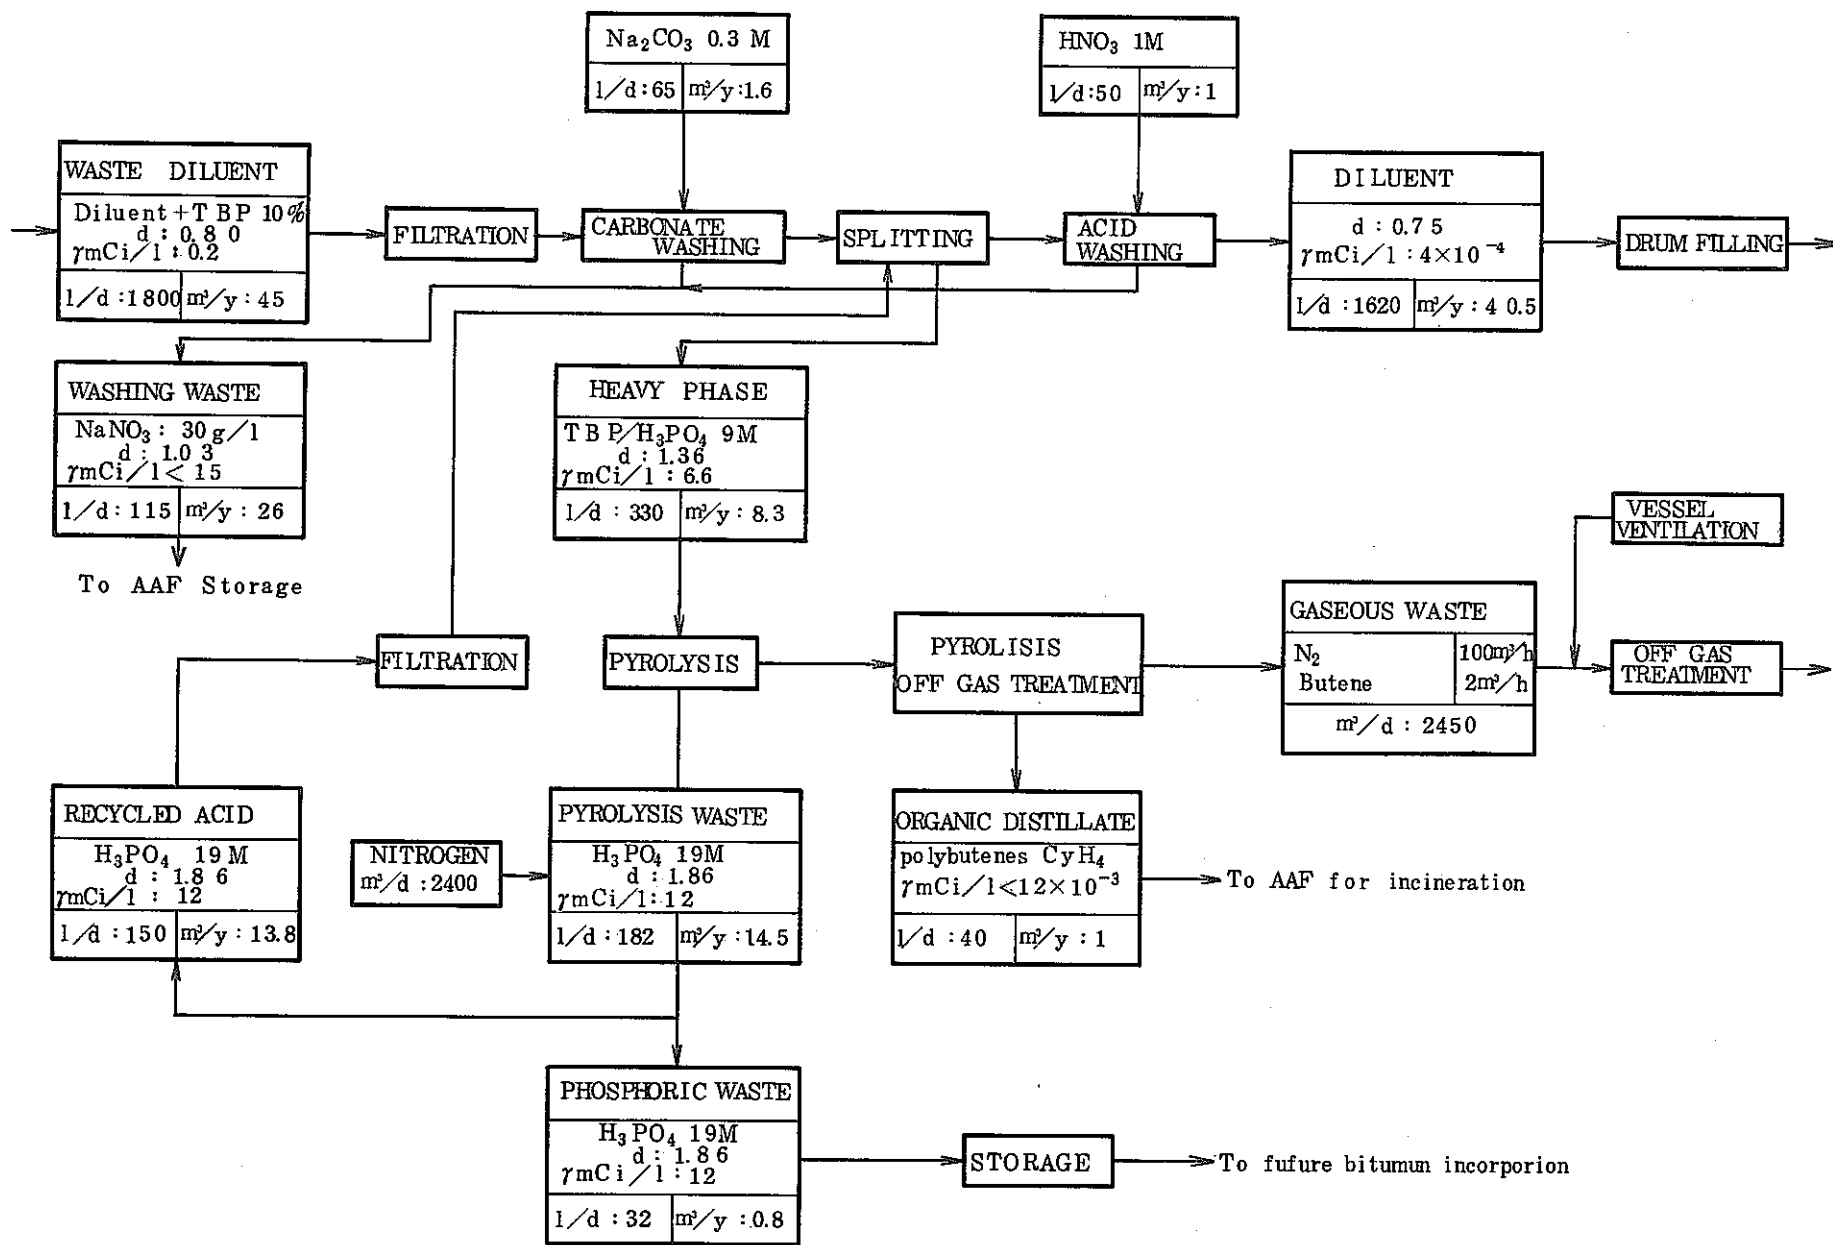 Na₂CO₃ 0.3 M
l/d:65 m³/y:1.6
HNO₃ 1M
l/d:50 m³/y:1
WASTE DILUENT
Diluent+TBP 10%
d:0.80
γmCi/l:0.2
l/d:1800 m³/y:45
FILTRATION
CARBONATE
WASHING
SPLITTING
ACID
WASHING
DILUENT
d:0.75
γmCi/l:4×10⁻⁴
l/d:1620 m³/y:40.5
DRUM FILLING
WASHING WASTE
NaNO₃: 30g/l
d:1.03
γmCi/l<15
l/d:115 m³/y:26
To AAF Storage
HEAVY PHASE
TBP/H₃PO₄ 9M
d:1.36
γmCi/l:6.6
l/d:330 m³/y:8.3
VESSEL
VENTILATION
FILTRATION
PYROLYSIS
PYROLISIS
OFF GAS TREATMENT
GASEOUS WASTE
N₂ 100m³/h
Butene 2m³/h
m³/d:2450
OFF GAS
TREATMENT
RECYCLED ACID
H₃PO₄ 19M
d:1.86
γmCi/l:12
l/d:150 m³/y:13.8
NITROGEN
m³/d:2400
PYROLYSIS WASTE
H₃PO₄ 19M
d:1.86
γmCi/l:12
l/d:182 m³/y:14.5
ORGANIC DISTILLATE
polybutenes CyH₄
γmCi/l<12×10⁻³
l/d:40 m³/y:1
To AAF for incineration
PHOSPHORIC WASTE
H₃PO₄ 19M
d:1.86
γmCi/l:12
l/d:32 m³/y:0.8
STORAGE
To fufure bitumun incorporion